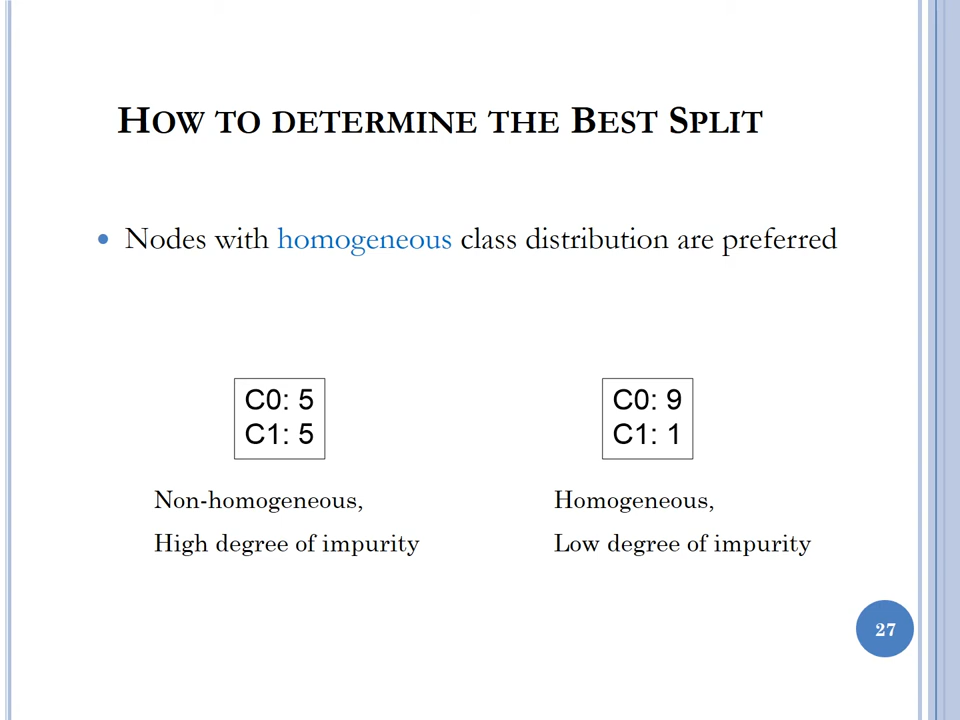 HOW TO DETERMINE THE BEST SPLIT
• Nodes with homogeneous class distribution are preferred
C0: 5
C1: 5
Non-homogeneous,
High degree of impurity
C0: 9
C1: 1
Homogeneous,
Low degree of impurity
27